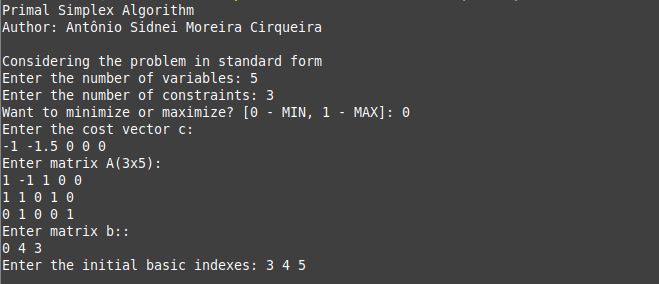 Primal Simplex Algorithm
Author: Antônio Sidnei Moreira Cirqueira
Considering the problem in standard form
Enter the number of variables: 5
Enter the number of constraints: 3
Want to minimize or maximize? [0 - MIN, 1 - MAX]: 0
Enter the cost vector c:
-1 -1.5 0 0 0
Enter matrix A(3x5):
1 -1 1 0 0
1 1 0 1 0
0 1 0 0 1
Enter matrix b::
0 4 3
Enter the initial basic indexes: 3 4 5